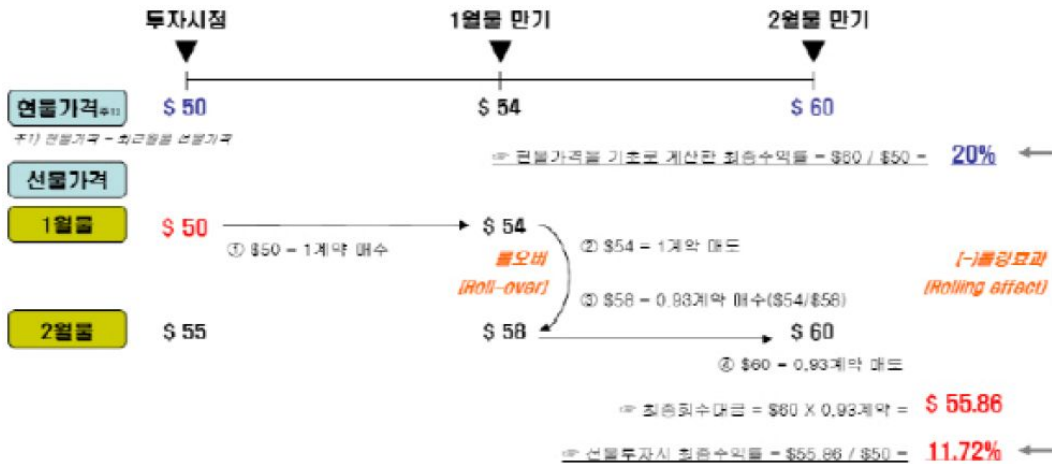 투자시점 1월물 만기 2월물 만기
현물가격주1) $ 50 $ 54 $ 60
주1) 현물가격 = 최근월물 선물가격
☞ 현물가격을 기초로 계산한 최종수익률 = $60 / $50 = 20%
선물가격
1월물 $ 50 $ 54
① $50 = 1계약 매수
② $54 = 1계약 매도
롤오버
[Roll-over]
[-]롤링효과
(Rolling effect)
③ $58 = 0.93계약 매수($54/$58)
2월물 $ 55 $ 58 $ 60
④ $60 = 0.93계약 매도
☞ 최종회수대금 = $60 X 0.93계약 = $ 55.86
☞ 선물투자시 최종수익률 = $55.86 / $50 = 11.72%